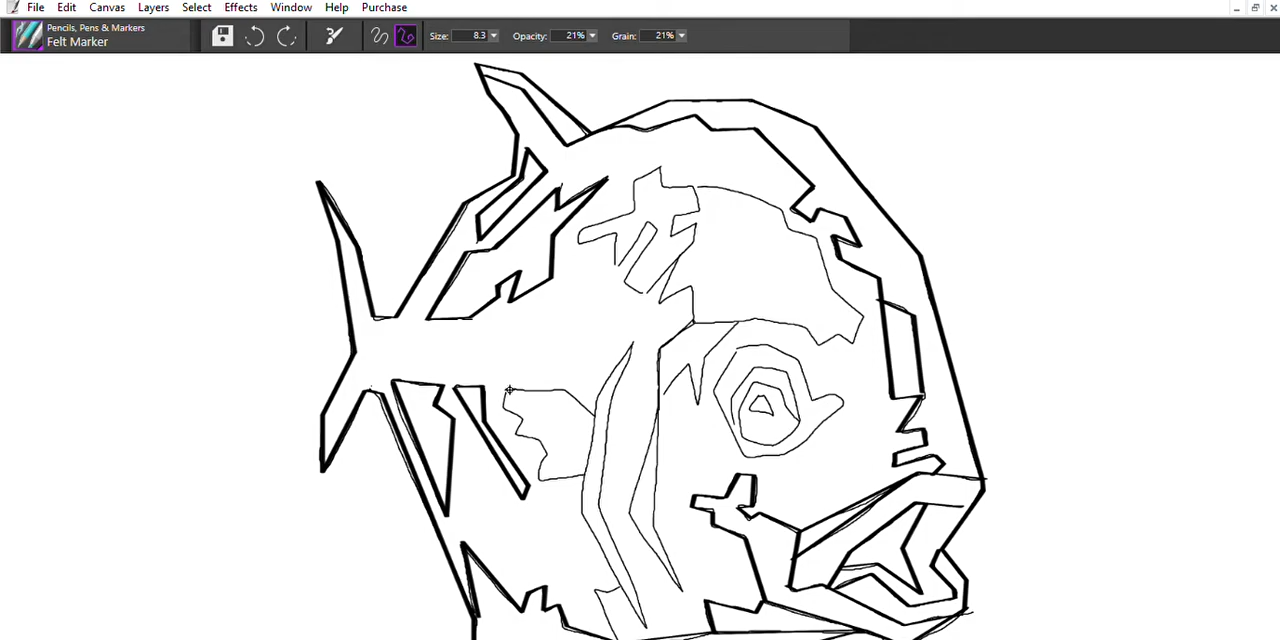 File Edit Canvas Layers Select Effects Window Help Purchase
Pencils, Pens & Markers
Felt Marker
Size: 8.3 Opacity: 21% Grain: 21%